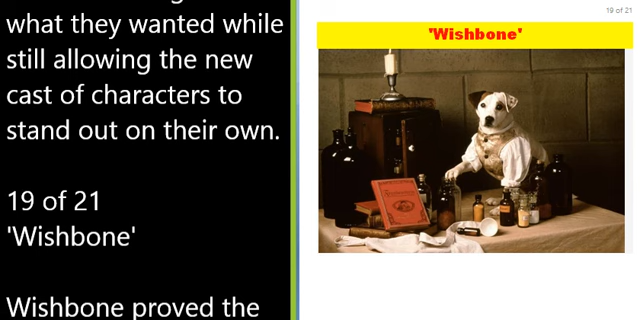 what they wanted while
still allowing the new
cast of characters to
stand out on their own.
19 of 21
'Wishbone'
Wishbone proved the
19 of 21
'Wishbone'